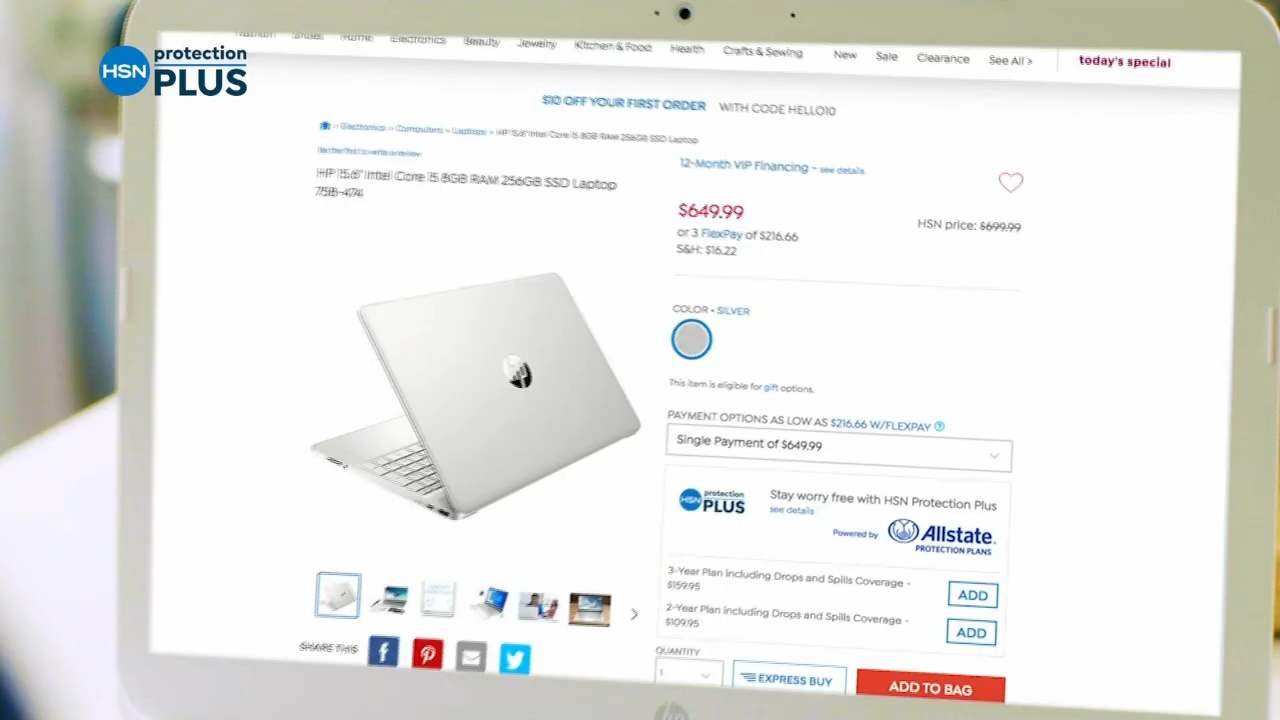 HSN protection PLUS
Fashion Shoes Home Electronics Beauty Jewelry Kitchen & Food Health Crafts & Sewing New Sale Clearance See All > today's special
$10 OFF YOUR FIRST ORDER WITH CODE HELLO10
> Electronics > Computers > Laptops > HP 15.6" Intel Core i5 8GB RAM 256GB SSD Laptop
Be the first to write a review
HP 15.6" Intel Core i5 8GB RAM 256GB SSD Laptop
758-474
12-Month VIP Financing - see details
$649.99
HSN price: $699.99
or 3 FlexPay of $216.66
S&H: $16.22
COLOR - SILVER
This item is eligible for gift options.
PAYMENT OPTIONS AS LOW AS $216.66 W/FLEXPAY ?
Single Payment of $649.99
HSN protection PLUS
Stay worry free with HSN Protection Plus
see details
Powered by Allstate.
PROTECTION PLANS
3-Year Plan including Drops and Spills Coverage -
$159.95
ADD
2-Year Plan including Drops and Spills Coverage -
$109.95
ADD
SHARE THIS
QUANTITY
1
EXPRESS BUY
ADD TO BAG
hp